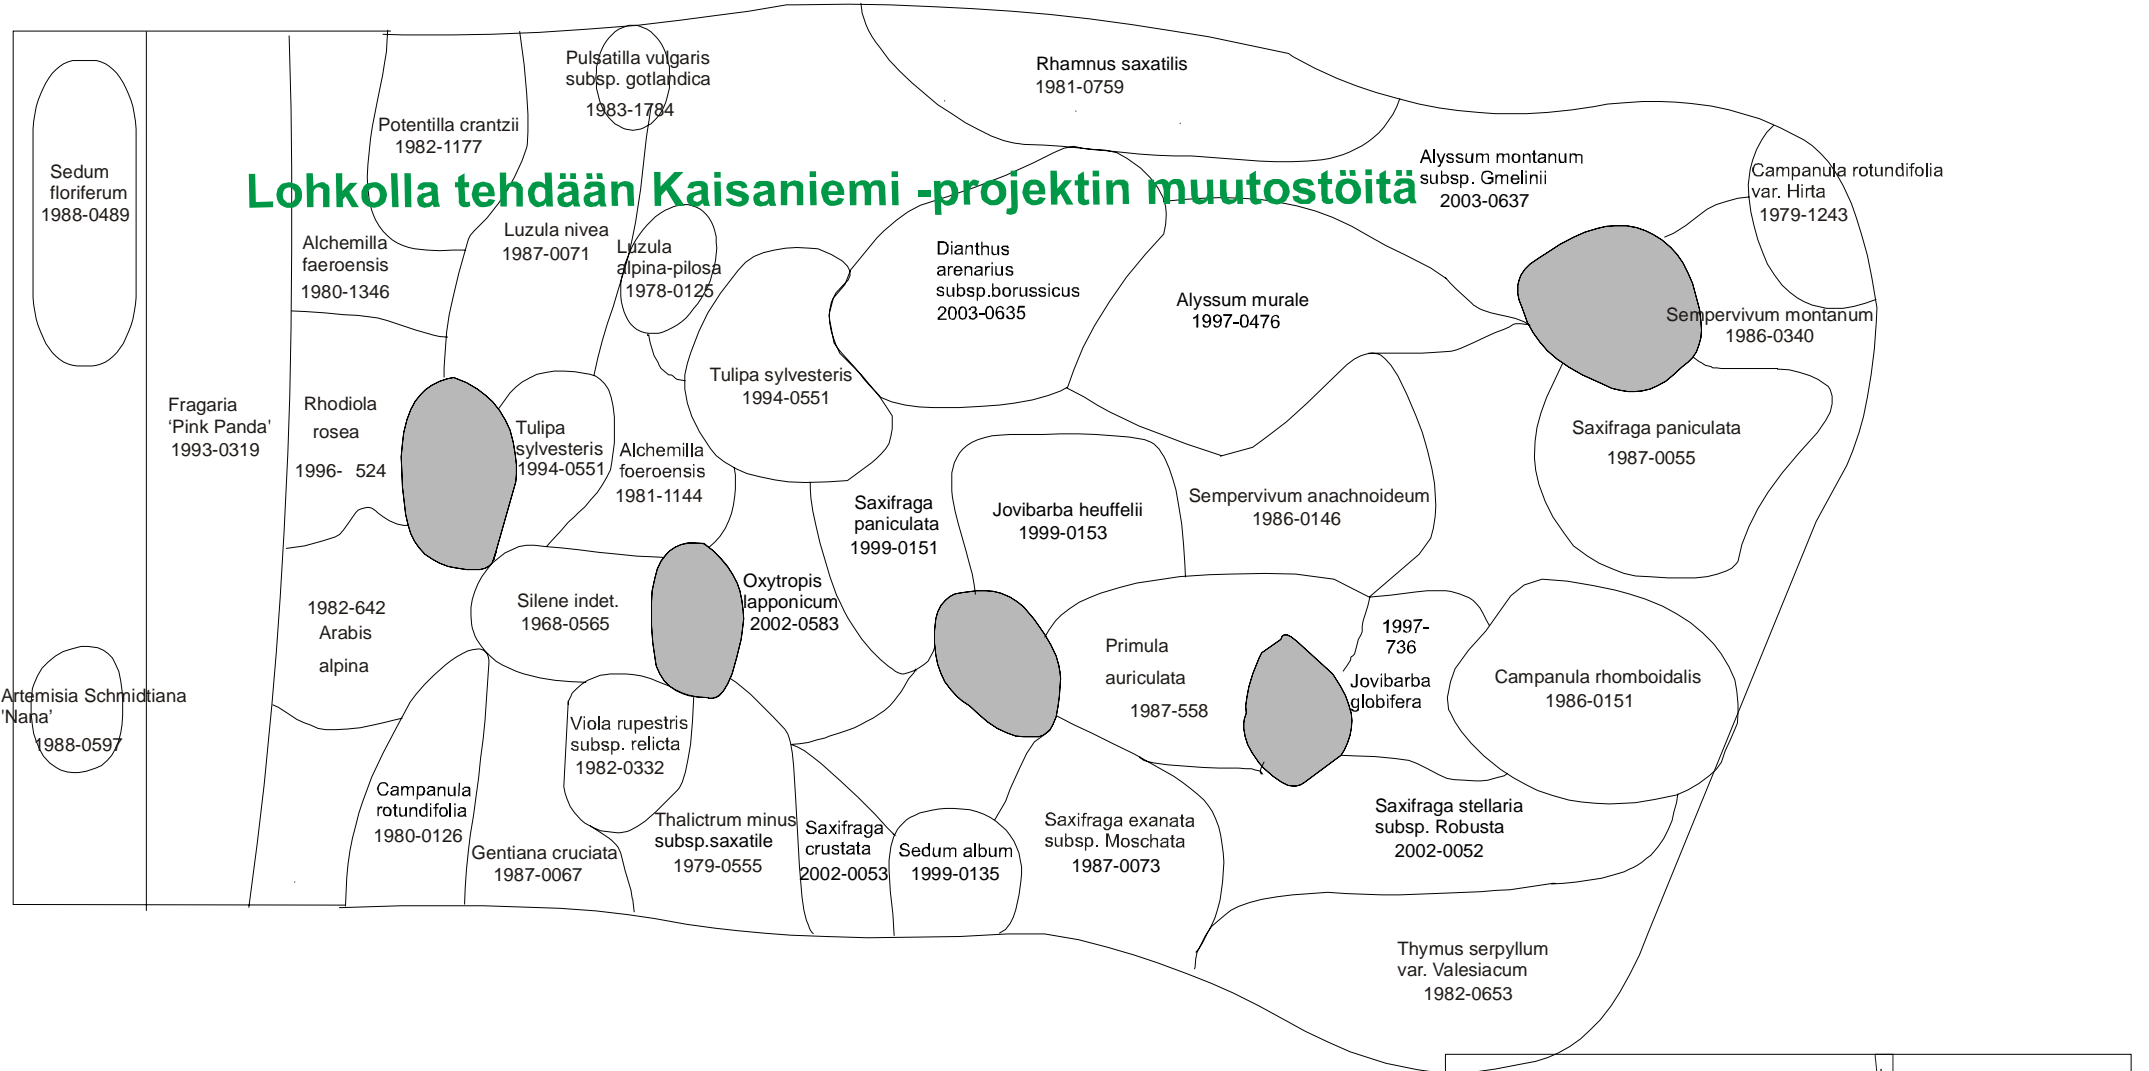 Pulsatilla vulgaris
subsp. gotlandica
1983-1784
Rhamnus saxatilis
1981-0759
Potentilla crantzii
1982-1177
Alyssum montanum
subsp. Gmelinii
2003-0637
Campanula rotundifolia
var. Hirta
1979-1243
Sedum
floriferum
1988-0489
Lohkolla tehdään Kaisaniemi -projektin muutostöitä
Alchemilla
faeroensis
1980-1346
Luzula nivea
1987-0071
Luzula
alpina-pilosa
1978-0125
Dianthus
arenarius
subsp.borussicus
2003-0635
Alyssum murale
1997-0476
Sempervivum montanum
1986-0340
Fragaria
‘Pink Panda’
1993-0319
Rhodiola
rosea
1996- 524
Tulipa
sylvesteris
1994-0551
Alchemilla
foeroensis
1981-1144
Tulipa sylvesteris
1994-0551
Saxifraga
paniculata
1999-0151
Jovibarba heuffelii
1999-0153
Sempervivum anachnoideum
1986-0146
Saxifraga paniculata
1987-0055
1982-642
Arabis
alpina
Silene indet.
1968-0565
Oxytropis
lapponicum
2002-0583
Primula
auriculata
1987-558
1997-
736
Jovibarba
globifera
Campanula rhomboidalis
1986-0151
Artemisia Schmidtiana
'Nana’
1988-0597
Viola rupestris
subsp. relicta
1982-0332
Campanula
rotundifolia
1980-0126
Gentiana cruciata
1987-0067
Thalictrum minus
subsp.saxatile
1979-0555
Saxifraga
crustata
2002-0053
Sedum album
1999-0135
Saxifraga exanata
subsp. Moschata
1987-0073
Saxifraga stellaria
subsp. Robusta
2002-0052
Thymus serpyllum
var. Valesiacum
1982-0653